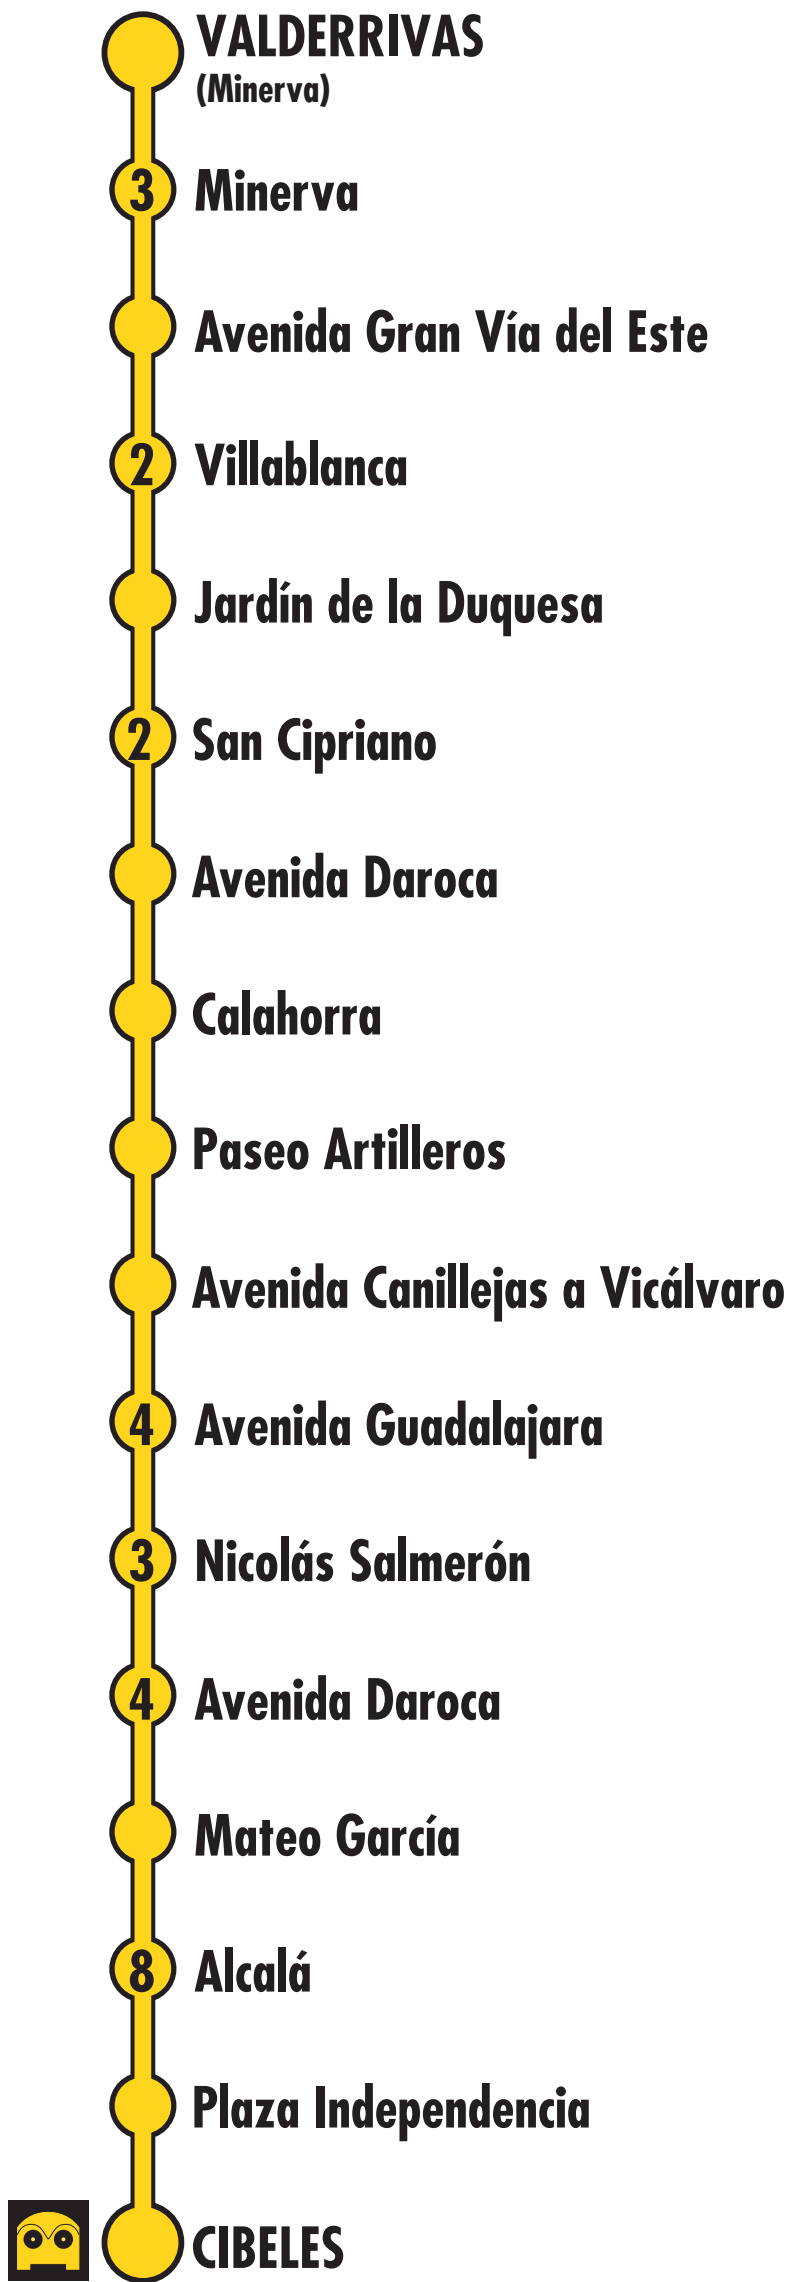 VALDERRIVAS
(Minerva)
3 Minerva
Avenida Gran Vía del Este
2 Villablanca
Jardín de la Duquesa
2 San Cipriano
Avenida Daroca
Calahorra
Paseo Artilleros
Avenida Canillejas a Vicálvaro
4 Avenida Guadalajara
3 Nicolás Salmerón
4 Avenida Daroca
Mateo García
8 Alcalá
Plaza Independencia
CIBELES